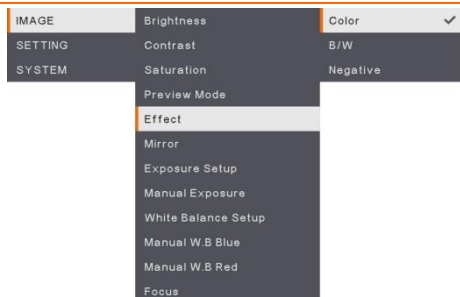 IMAGE
SETTING
SYSTEM
Brightness
Contrast
Saturation
Preview Mode
Effect
Mirror
Exposure Setup
Manual Exposure
White Balance Setup
Manual W.B Blue
Manual W.B Red
Focus
Color
B/W
Negative